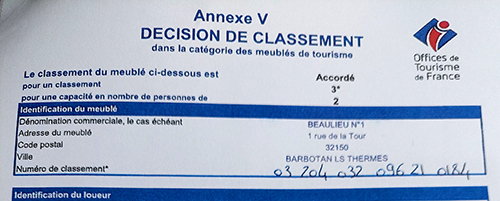 Annexe V
DECISION DE CLASSEMENT
dans la catégorie des meublés de tourisme
Offices de
Tourisme
de France
Le classement du meublé ci-dessous est Accordé
pour un classement 3*
pour une capacité en nombre de personnes de 2
Identification du meublé
Dénomination commerciale, le cas échéant BEAULIEU N°1
Adresse du meublé 1 rue de la Tour
Code postal 32150
Ville BARBOTAN LS THERMES
Numéro de classement* 03 204 032 096 21 0184
Identification du loueur